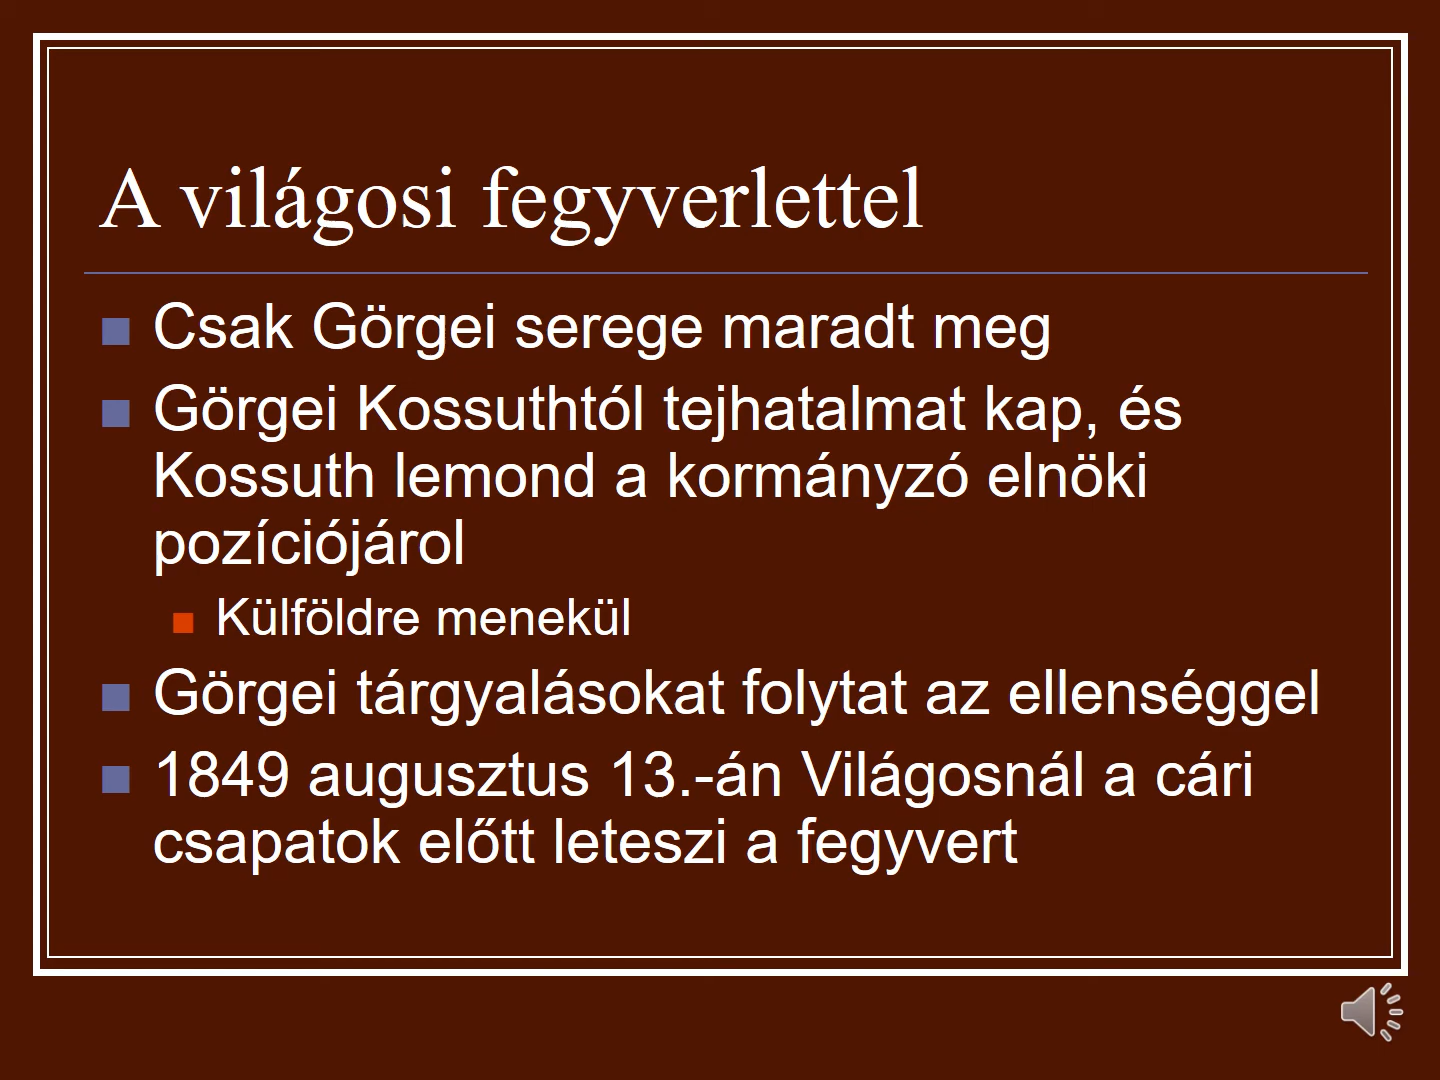 A világosi fegyverlettel
Csak Görgei serege maradt meg
Görgei Kossuthtól tejhatalmat kap, és
Kossuth lemond a kormányzó elnöki
pozíciójárol
Külföldre menekül
Görgei tárgyalásokat folytat az ellenséggel
1849 augusztus 13.-án Világosnál a cári
csapatok előtt leteszi a fegyvert